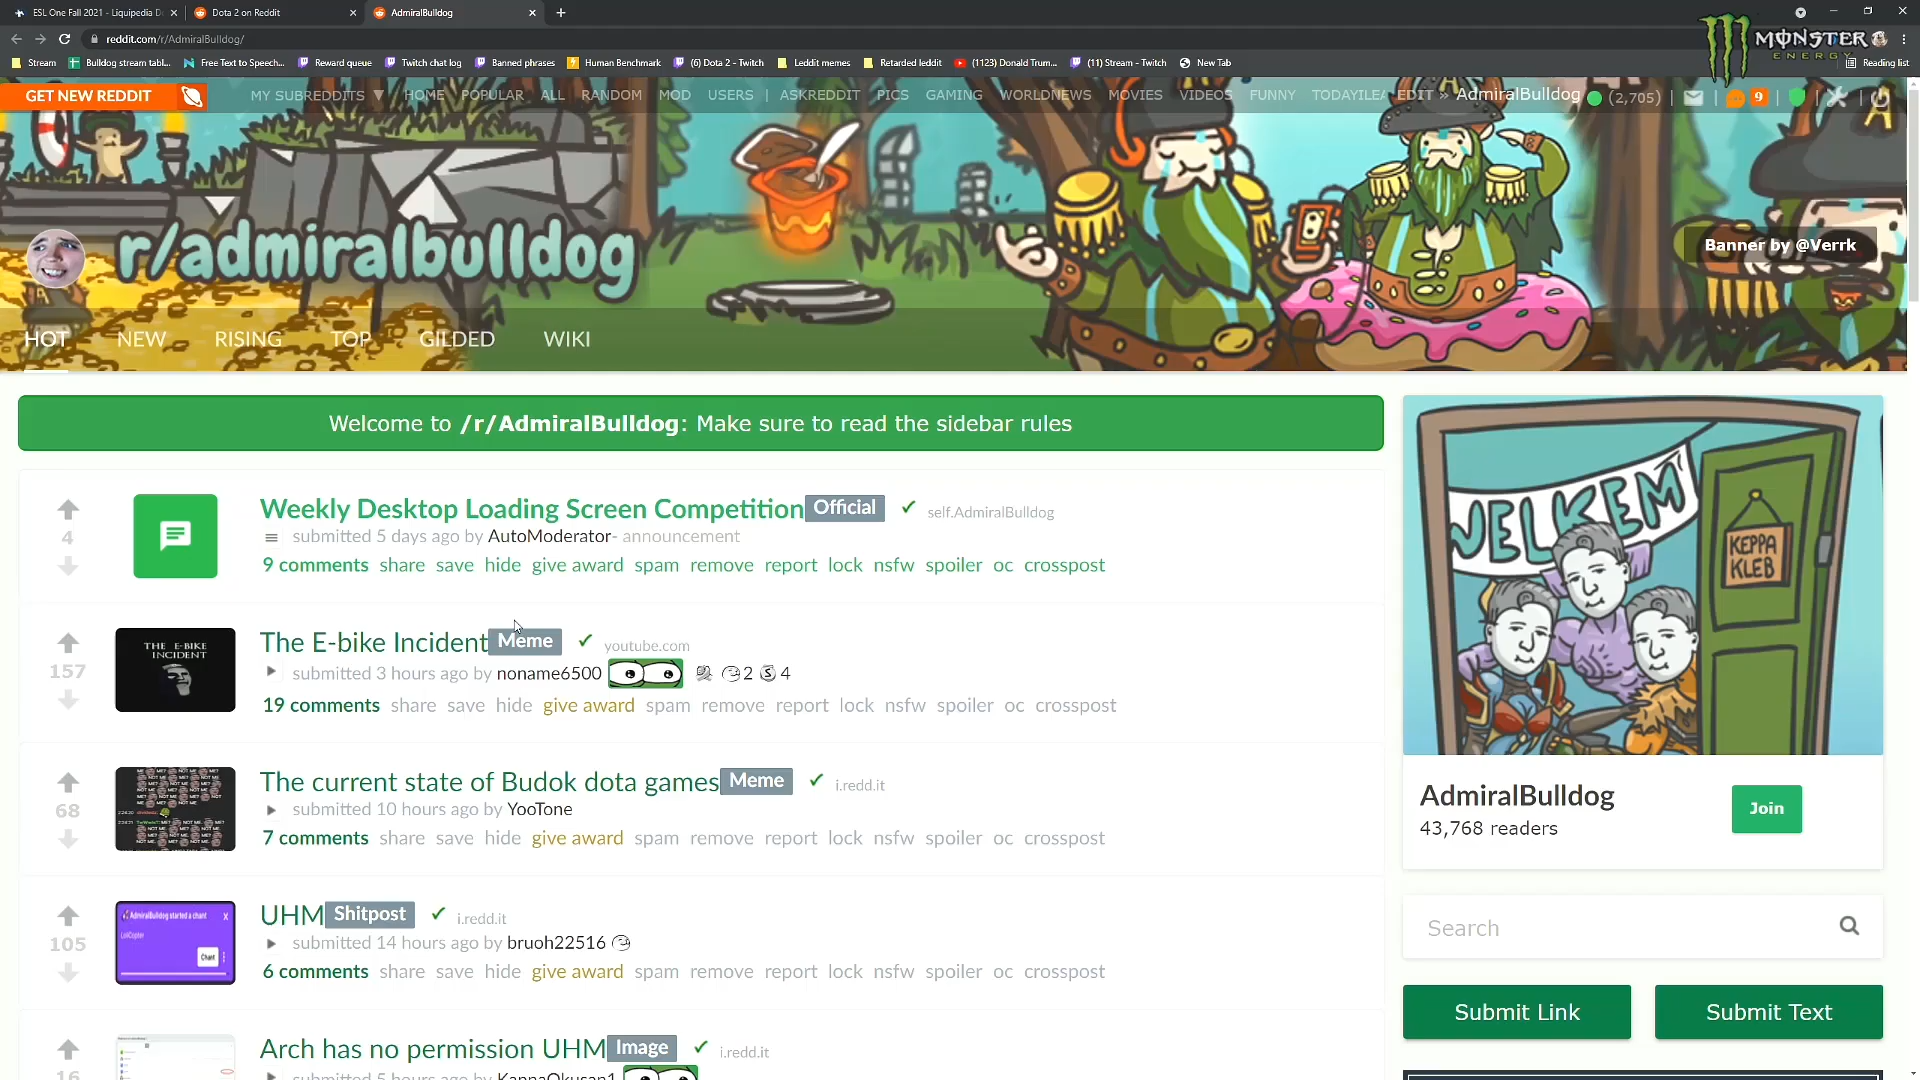 ESL One Fall 2021 - Liquipedia D
Dota 2 on Reddit
AdmiralBulldog
reddit.com/r/AdmiralBulldog/
MONSTER
ENERGY
Stream
Bulldog stream tabl...
Free Text to Speech...
Reward queue
Twitch chat log
Banned phrases
Human Benchmark
(6) Dota 2 - Twitch
Leddit memes
Retarded leddit
(1123) Donald Trum...
(11) Stream - Twitch
New Tab
Reading list
GET NEW REDDIT
MY SUBREDDITS ▼ HOME POPULAR ALL RANDOM MOD USERS | ASKREDDIT PICS GAMING WORLDNEWS MOVIES VIDEOS FUNNY TODAYILEA EDIT » AdmiralBulldog (2,705) | | 9 | | |
r/admiralbulldog
Banner by @Verrk
HOT NEW RISING TOP GILDED WIKI
Welcome to /r/AdmiralBulldog: Make sure to read the sidebar rules
4
Weekly Desktop Loading Screen Competition Official ✓ self.AdmiralBulldog
submitted 5 days ago by AutoModerator- announcement
9 comments share save hide give award spam remove report lock nsfw spoiler oc crosspost
157
THE E-BIKE
INCIDENT
The E-bike Incident Meme ✓ youtube.com
submitted 3 hours ago by noname6500 2 4
19 comments share save hide give award spam remove report lock nsfw spoiler oc crosspost
68
The current state of Budok dota games Meme ✓ i.redd.it
submitted 10 hours ago by YooTone
7 comments share save hide give award spam remove report lock nsfw spoiler oc crosspost
105
AdmiralBulldog started a chant X
Chant
UHM Shitpost ✓ i.redd.it
submitted 14 hours ago by bruoh22516
6 comments share save hide give award spam remove report lock nsfw spoiler oc crosspost
16
Arch has no permission UHM Image ✓ i.redd.it
submitted 5 hours ago by KappaOkusan1
WELKEM
KEPPA
KLEB
AdmiralBulldog
43,768 readers
Join
Search
Submit Link
Submit Text